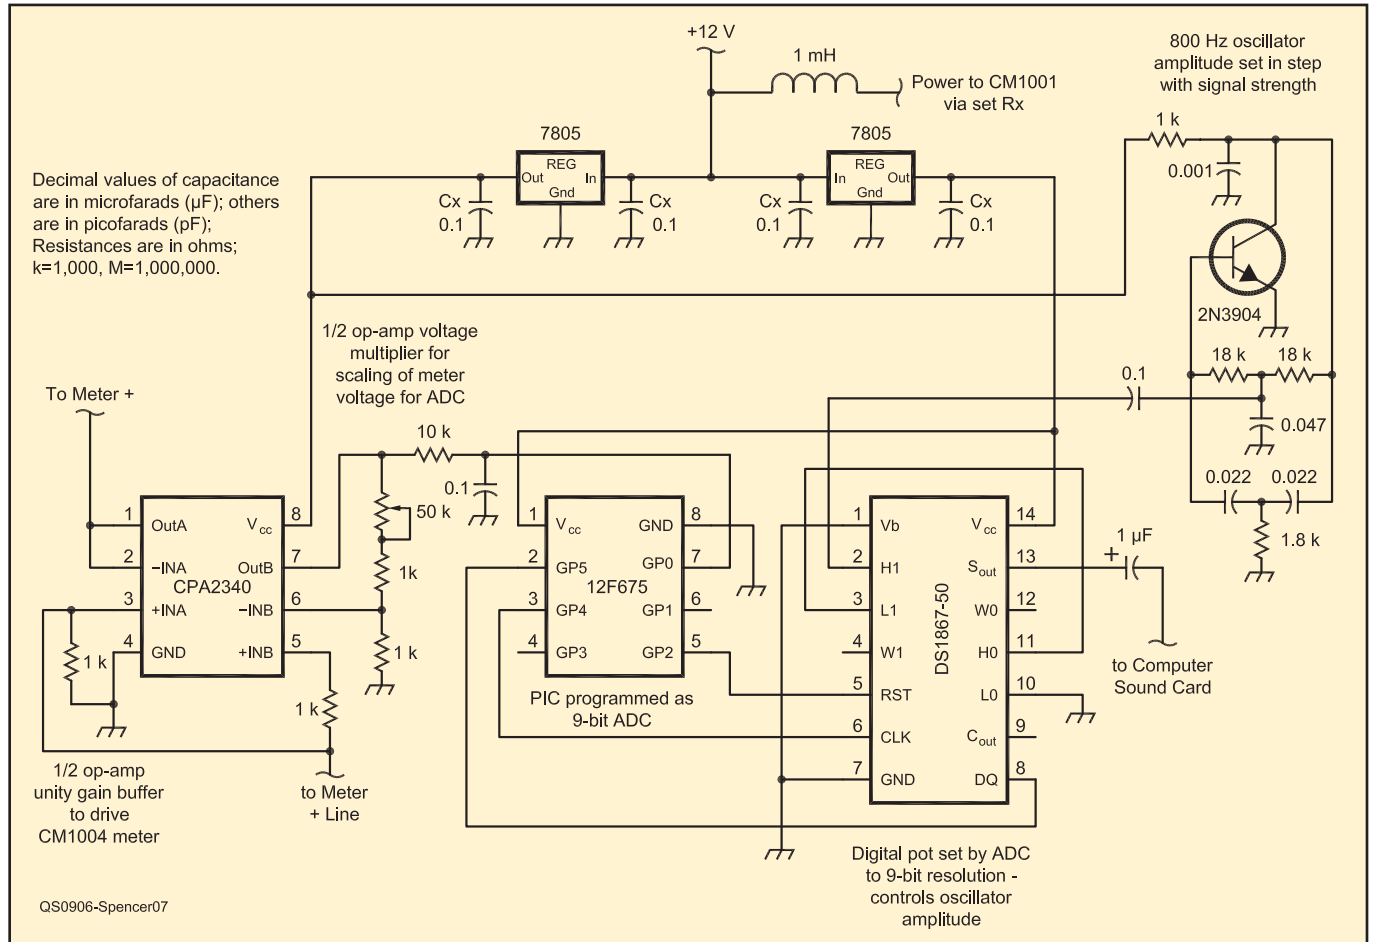 +12 V
1 mH
Power to CM1001
via set Rx
800 Hz oscillator
amplitude set in step
with signal strength
1 k
0.001
2N3904
18 k
18 k
0.1
0.047
0.022
0.022
1.8 k
7805
REG
Out
In
Gnd
Cx
0.1
Cx
0.1
7805
REG
In
Out
Gnd
Cx
0.1
Cx
0.1
Decimal values of capacitance
are in microfarads (µF); others
are in picofarads (pF);
Resistances are in ohms;
k=1,000, M=1,000,000.
1/2 op-amp voltage
multiplier for
scaling of meter
voltage for ADC
To Meter +
10 k
0.1
50 k
1k
1 k
1
OutA
2
−INA
3
+INA
4
GND
CPA2340
Vcc
8
OutB
7
−INB
6
+INB
5
1 k
1 k
1/2 op-amp
unity gain buffer
to drive
CM1004 meter
to Meter
+ Line
1
Vcc
2
GP5
3
GP4
4
GP3
12F675
GND
8
GP0
7
GP1
6
GP2
5
PIC programmed as
9-bit ADC
1
Vb
2
H1
3
L1
4
W1
5
RST
6
CLK
7
GND
DS1867-50
Vcc
14
Sout
13
W0
12
H0
11
L0
10
Cout
9
DQ
8
1 µF
+
to Computer
Sound Card
Digital pot set by ADC
to 9-bit resolution -
controls oscillator
amplitude
QS0906-Spencer07